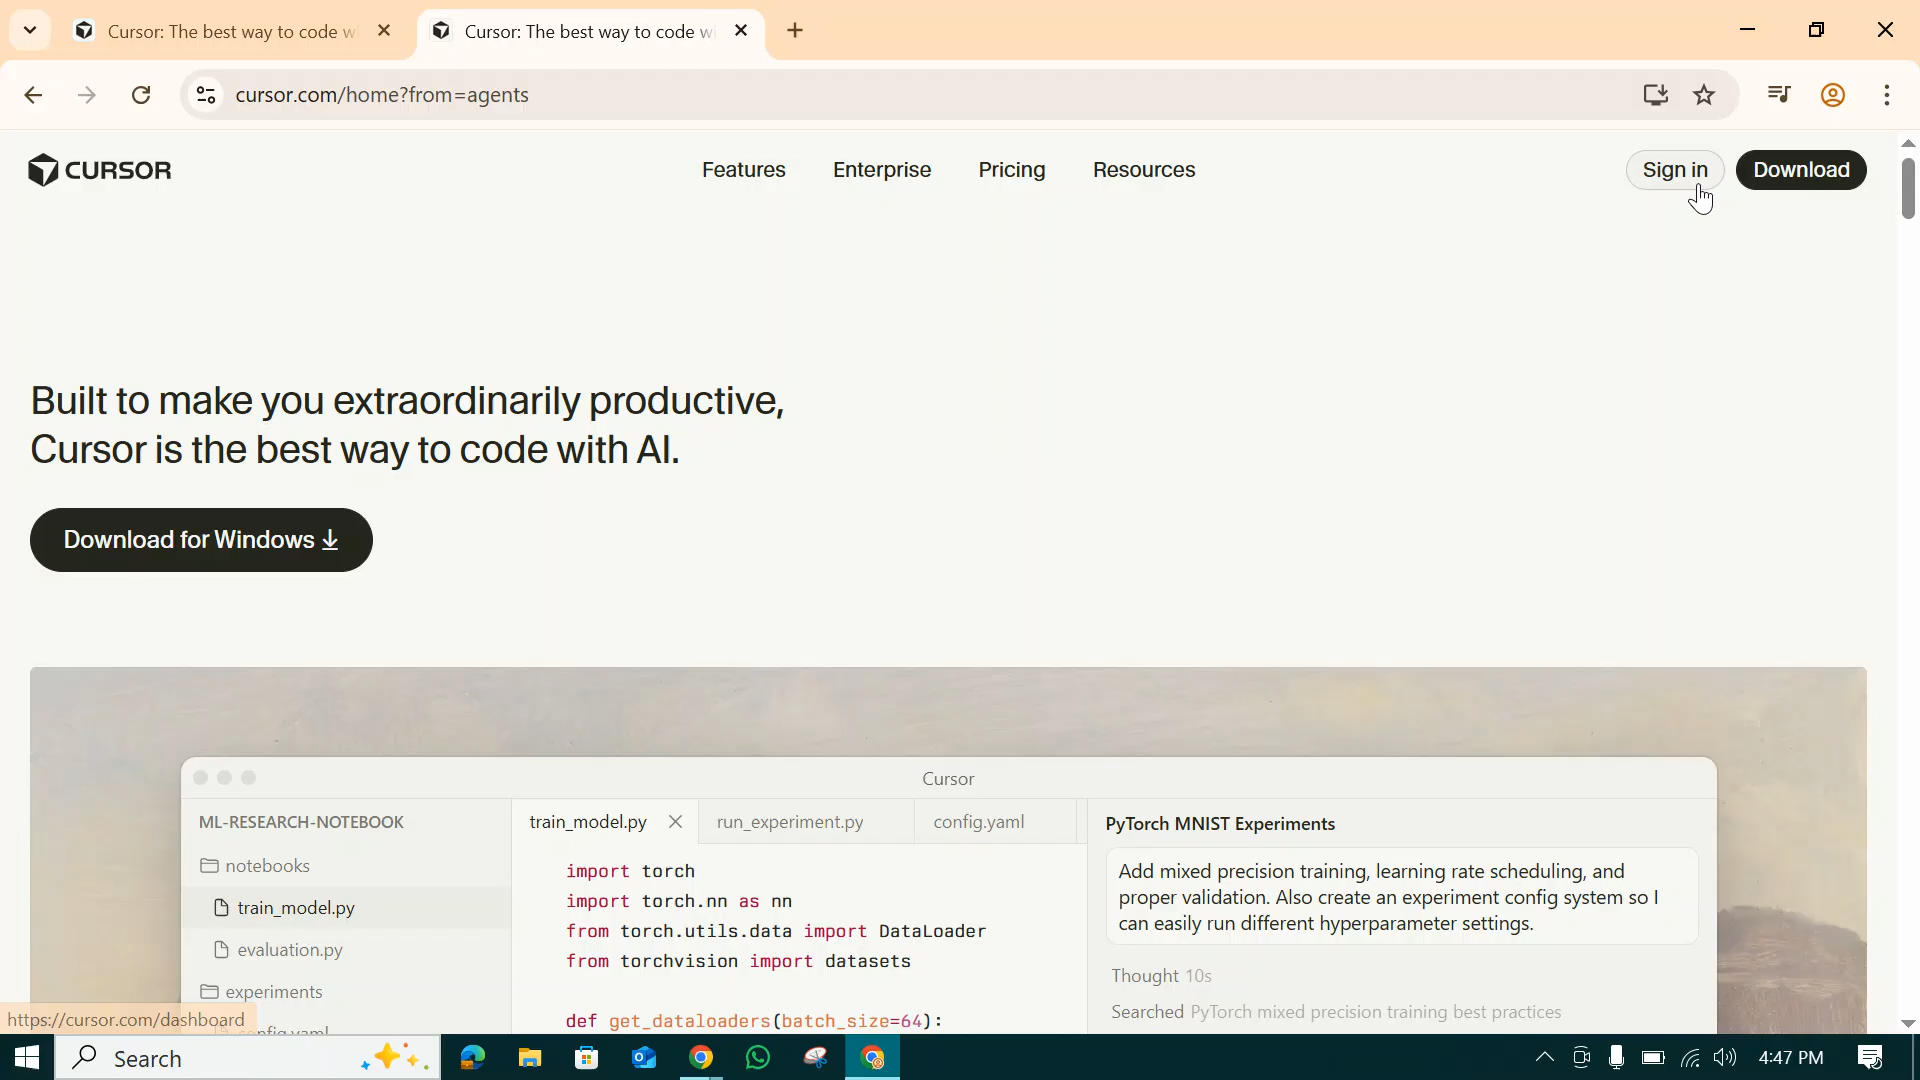 Cursor: The best way to code w
Cursor: The best way to code wi
cursor.com/home?from=agents
CURSOR
Features
Enterprise
Pricing
Resources
Sign in
Download
Built to make you extraordinarily productive,
Cursor is the best way to code with AI.
Download for Windows ↓
Cursor
ML-RESEARCH-NOTEBOOK
notebooks
train_model.py
evaluation.py
experiments
config.yaml
train_model.py
run_experiment.py
config.yaml
import torch
import torch.nn as nn
from torch.utils.data import DataLoader
from torchvision import datasets
def get_dataloaders(batch_size=64):
PyTorch MNIST Experiments
Add mixed precision training, learning rate scheduling, and
proper validation. Also create an experiment config system so I
can easily run different hyperparameter settings.
Thought 10s
Searched PyTorch mixed precision training best practices
https://cursor.com/dashboard
Search
4:47 PM